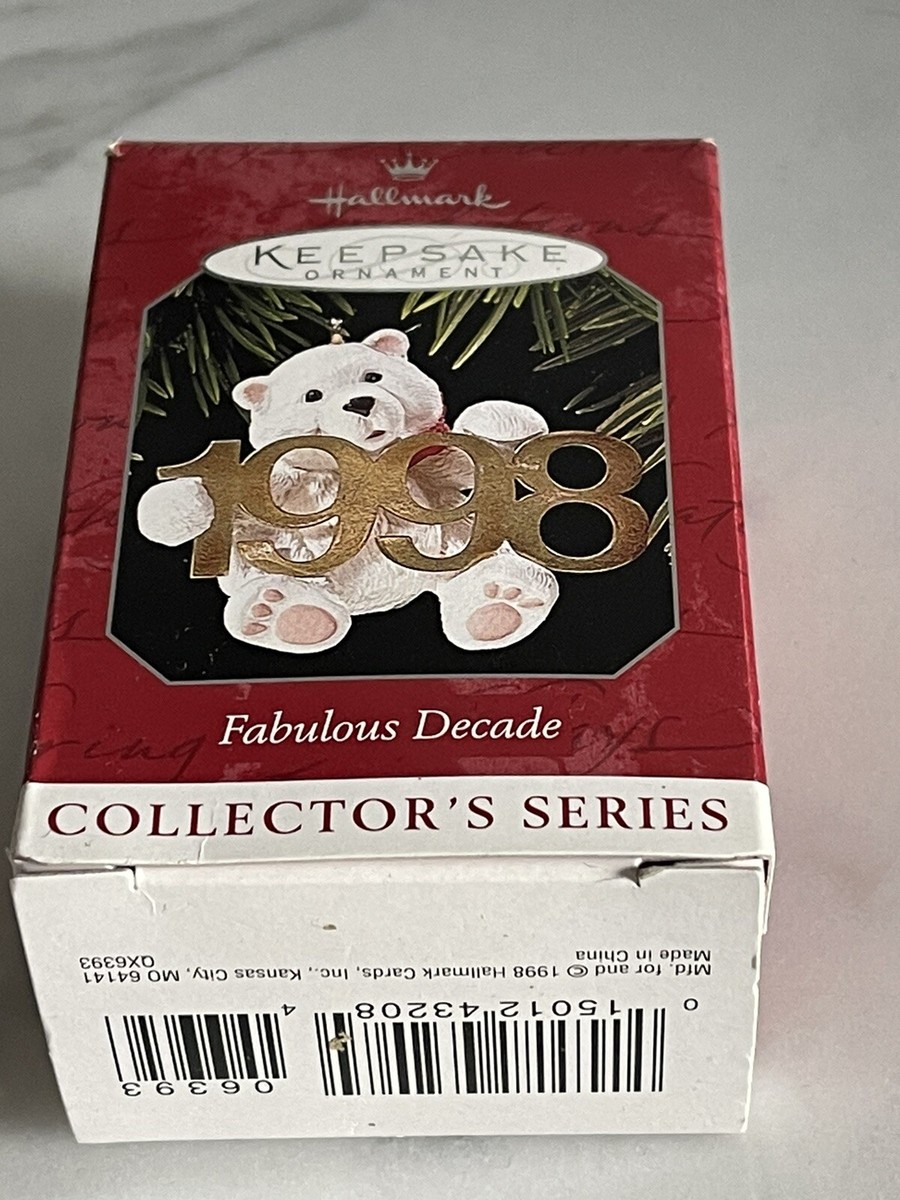 Hallmark
KEEPSAKE
ORNAMENT
1998
Fabulous Decade
COLLECTOR'S SERIES
Mfd. for and © 1998 Hallmark Cards, Inc., Kansas City, MO 64141
Made in China QX6393
0 15012 43208 4
06393